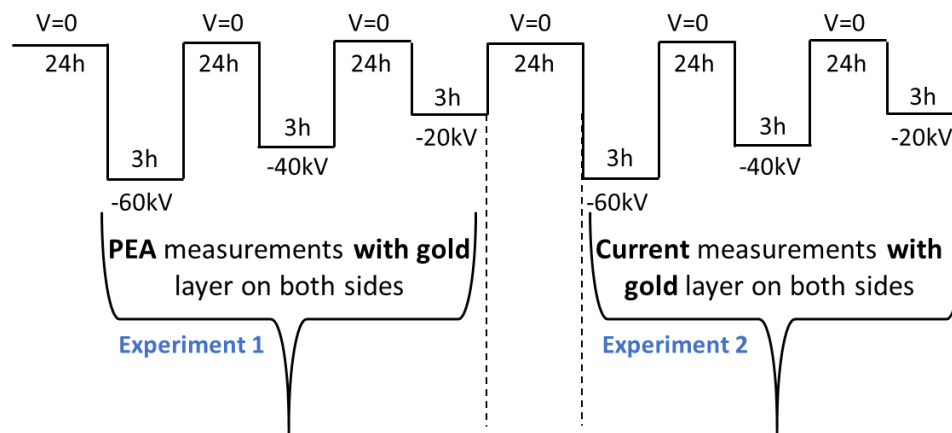 V=0 V=0 V=0 V=0 V=0 V=0
24h 24h 24h 24h 24h 24h
3h 3h
3h -20kV 3h -20kV
3h -40kV 3h -40kV
-60kV -60kV
PEA measurements with gold
layer on both sides
Experiment 1
Current measurements with
gold layer on both sides
Experiment 2